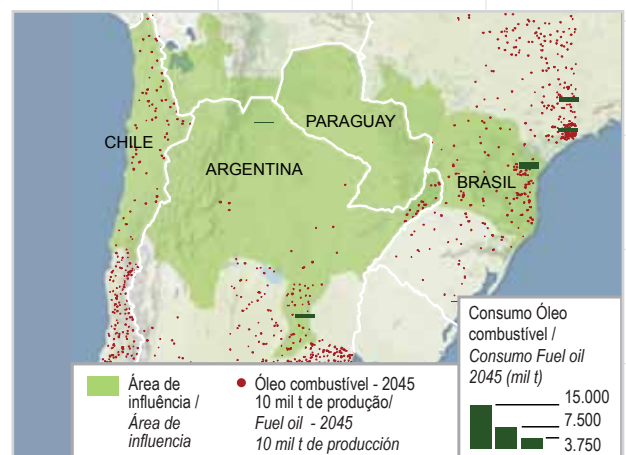 CHILE
PARAGUAY
ARGENTINA
BRASIL
Área de
influência /
Área de
influencia
Óleo combustível - 2045
10 mil t de produção/
Fuel oil - 2045
10 mil t de producción
Consumo Óleo
combustível /
Consumo Fuel oil
2045 (mil t)
15.000
7.500
3.750